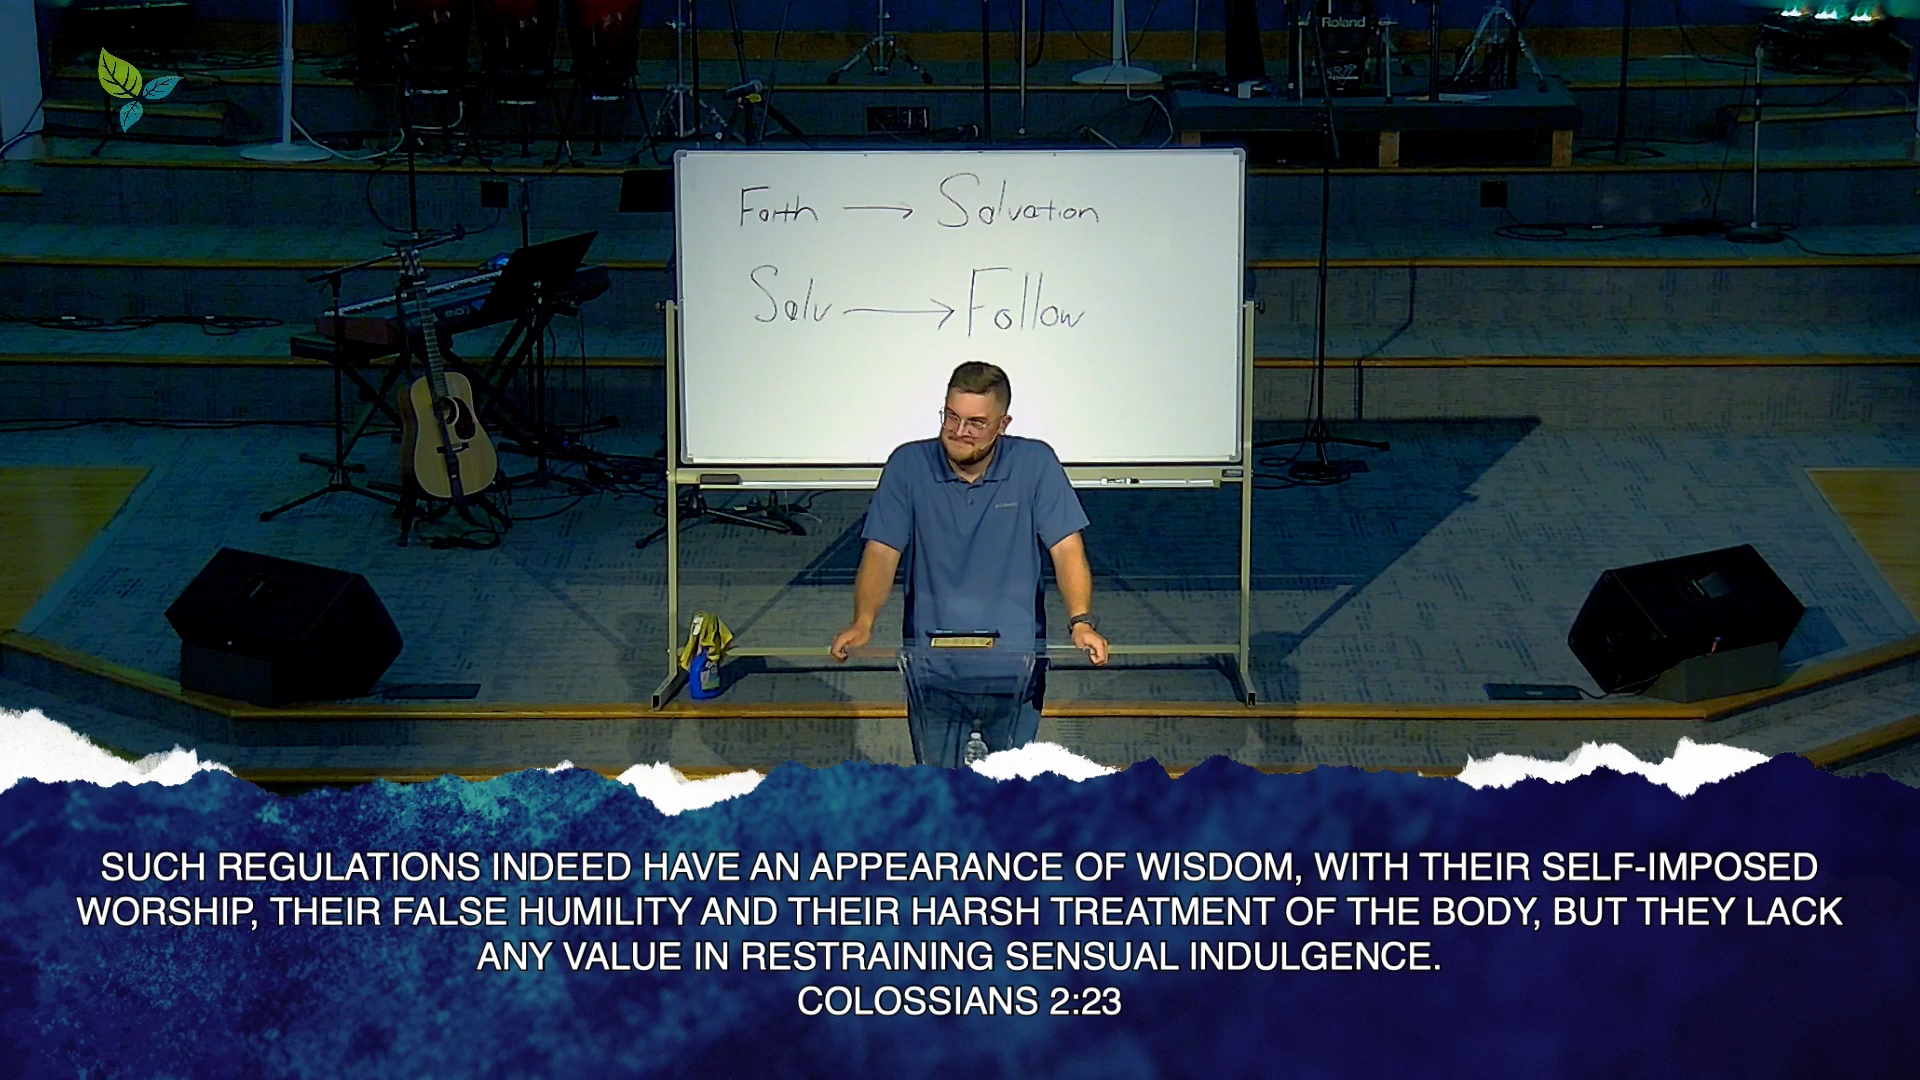 Roland
Faith → Salvation
Salv → Follow
SUCH REGULATIONS INDEED HAVE AN APPEARANCE OF WISDOM, WITH THEIR SELF-IMPOSED
WORSHIP, THEIR FALSE HUMILITY AND THEIR HARSH TREATMENT OF THE BODY, BUT THEY LACK
ANY VALUE IN RESTRAINING SENSUAL INDULGENCE.
COLOSSIANS 2:23